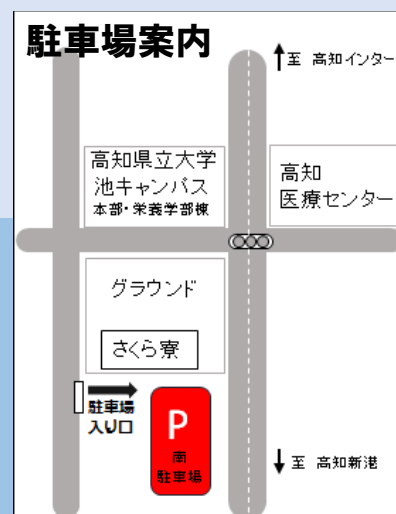 駐車場案内
↑至 高知インター
高知県立大学
池キャンパス
本部・栄養学部棟
高知
医療センター
グラウンド
さくら寮
駐車場
入り口
P
南
駐車場
↓至 高知新港